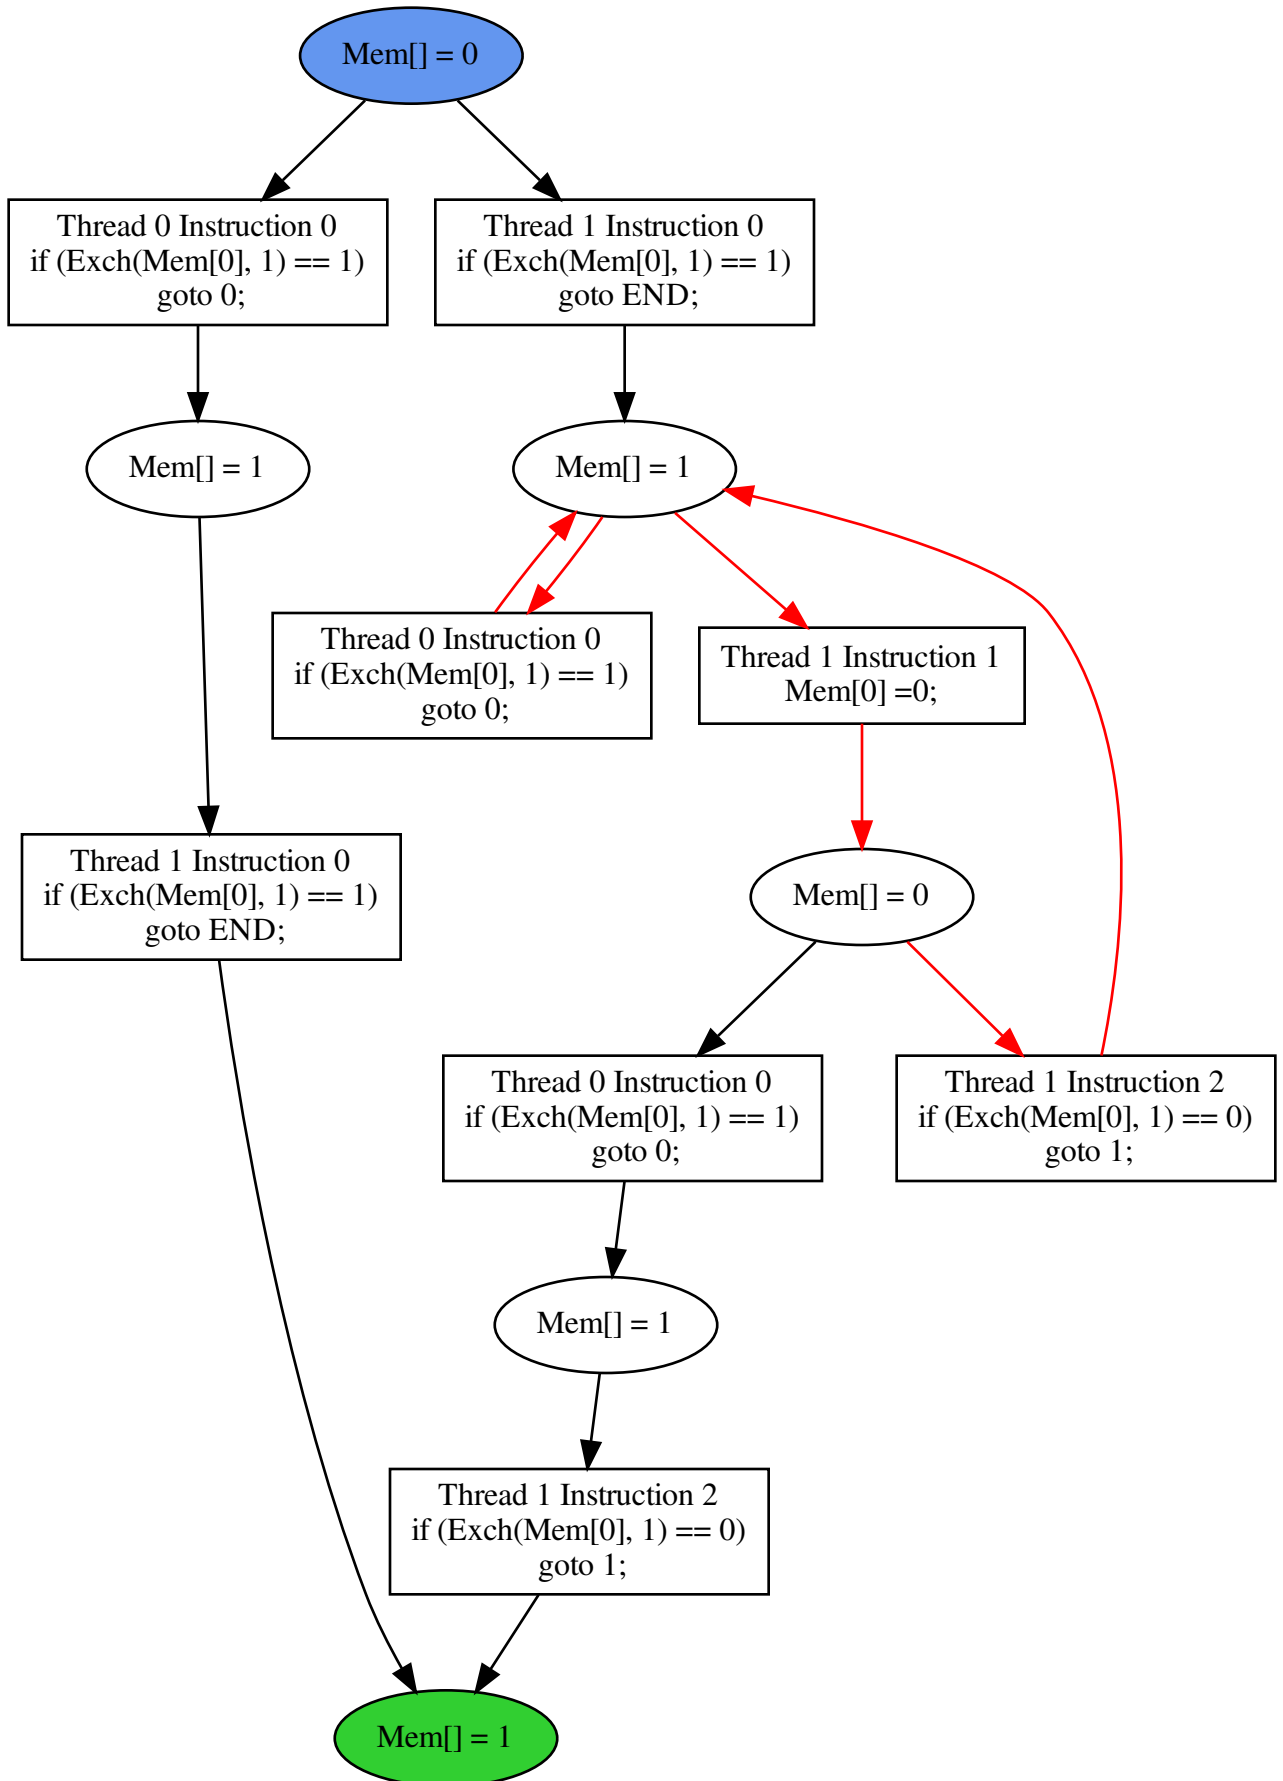 Mem[] = 0
Thread 0 Instruction 0
if (Exch(Mem[0], 1) == 1)
goto 0;
Thread 1 Instruction 0
if (Exch(Mem[0], 1) == 1)
goto END;
Mem[] = 1
Mem[] = 1
Thread 0 Instruction 0
if (Exch(Mem[0], 1) == 1)
goto 0;
Thread 1 Instruction 1
Mem[0] =0;
Thread 1 Instruction 0
if (Exch(Mem[0], 1) == 1)
goto END;
Mem[] = 0
Thread 0 Instruction 0
if (Exch(Mem[0], 1) == 1)
goto 0;
Thread 1 Instruction 2
if (Exch(Mem[0], 1) == 0)
goto 1;
Mem[] = 1
Thread 1 Instruction 2
if (Exch(Mem[0], 1) == 0)
goto 1;
Mem[] = 1